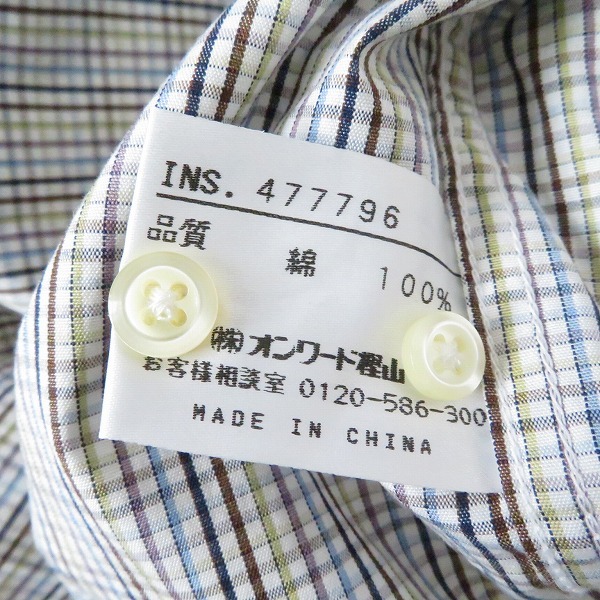 INS. 477796
品質 綿 100%
㈱オンワード樫山
お客様相談室 0120-586-300
MADE IN CHINA